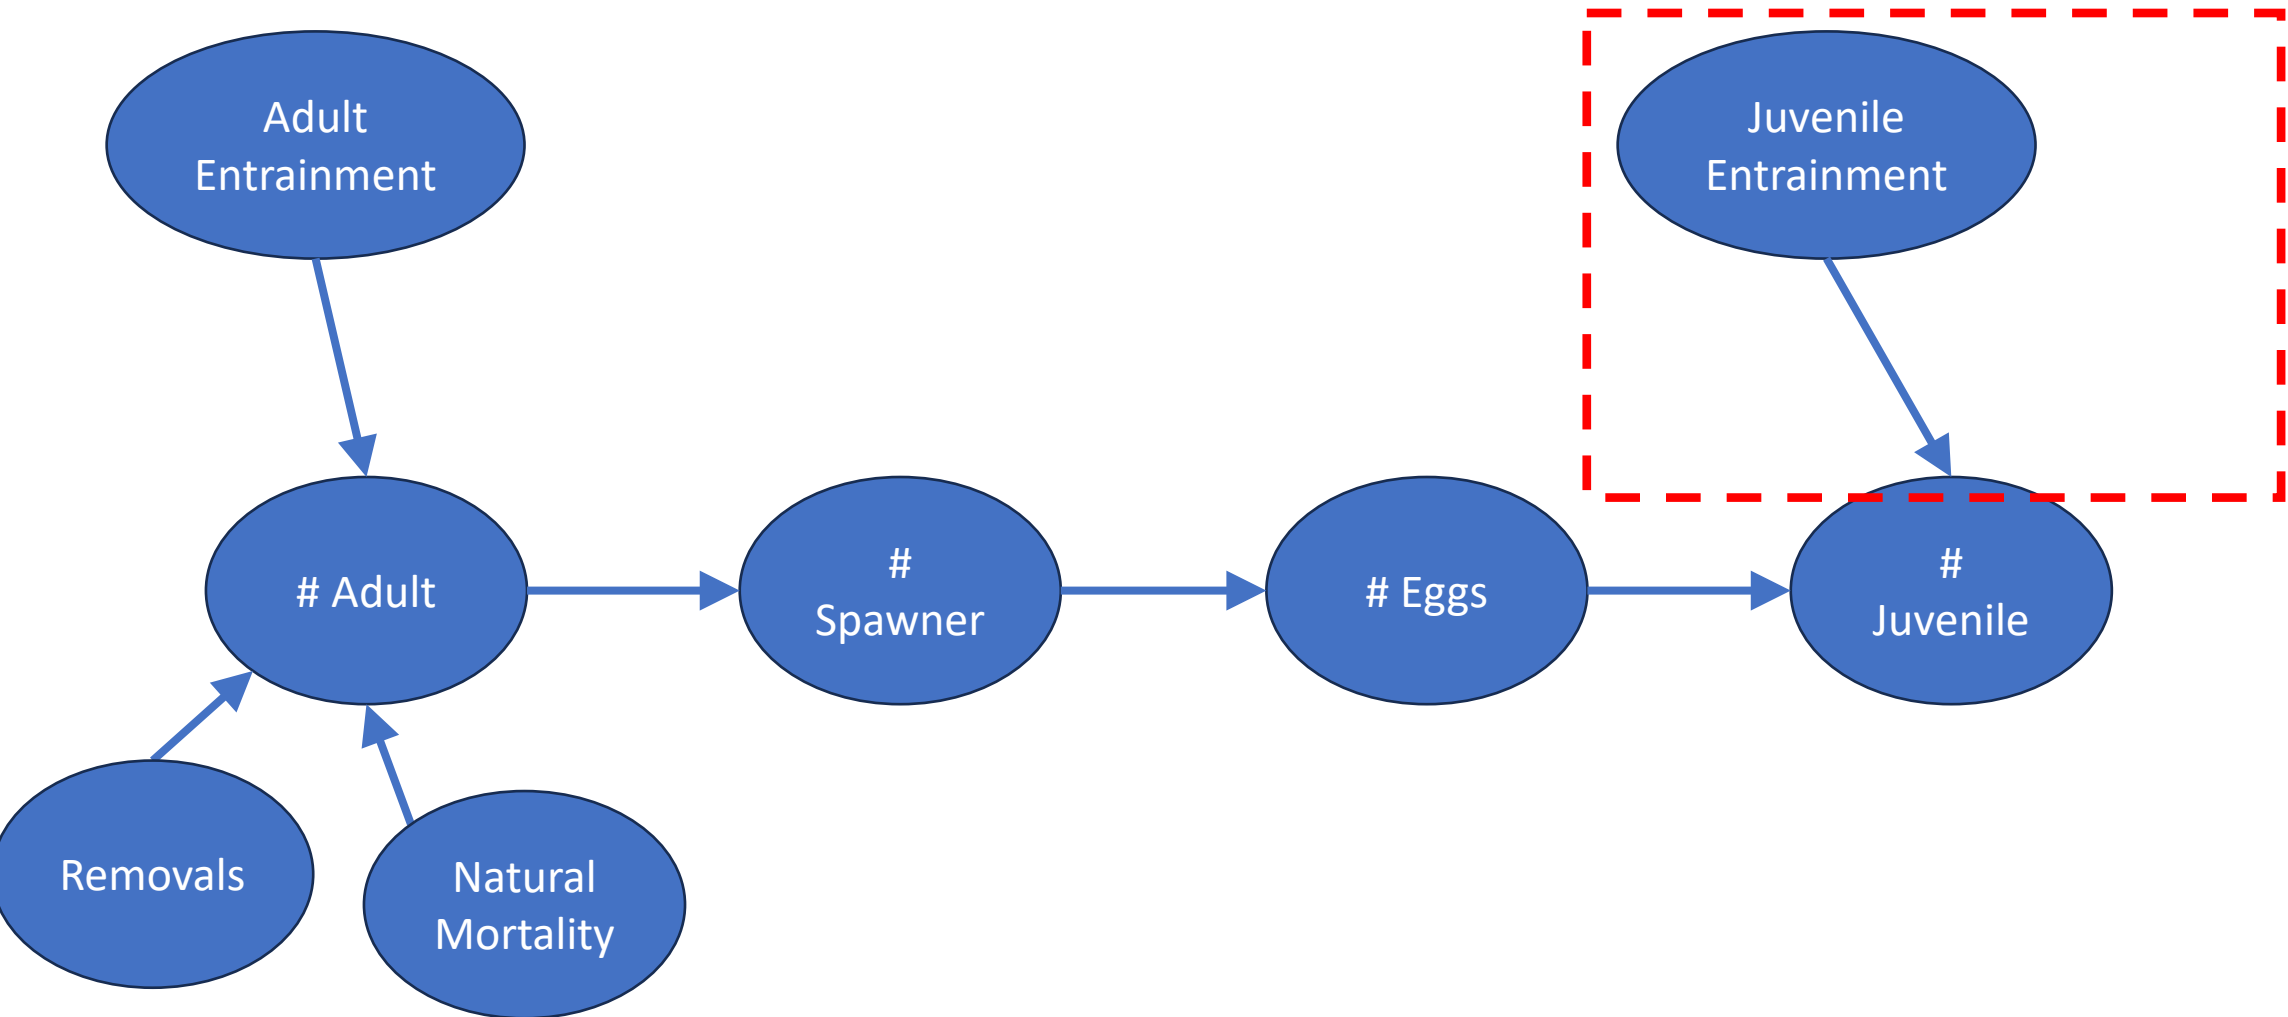 Adult
Entrainment
Juvenile
Entrainment
# Adult
#
Spawner
# Eggs
#
Juvenile
Removals
Natural
Mortality